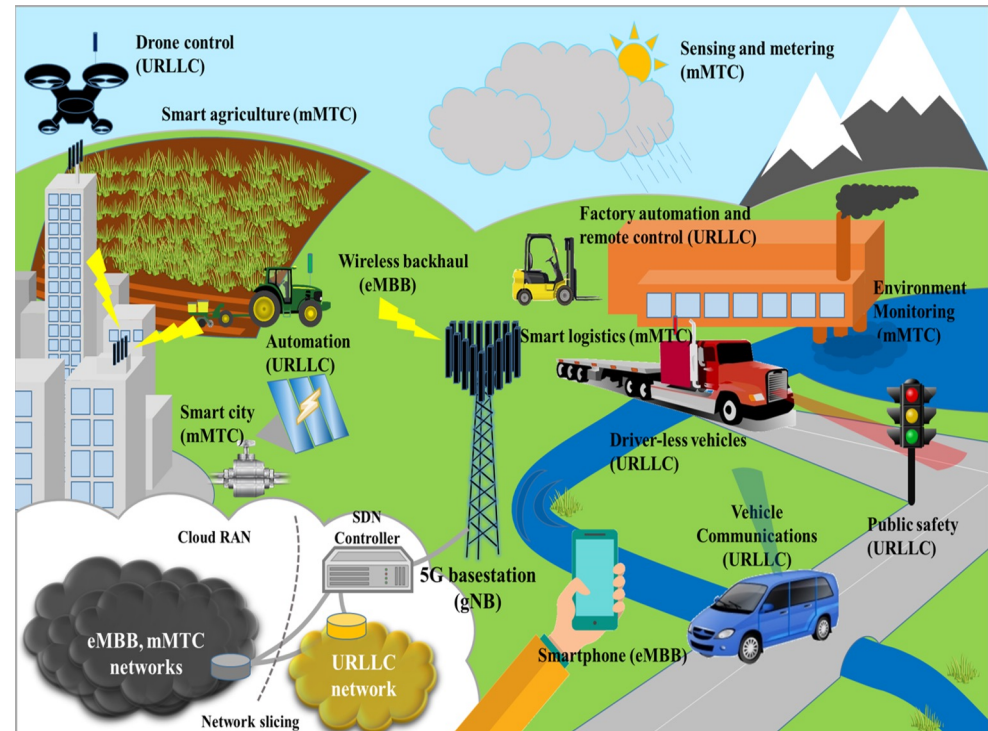 Drone control
(URLLC)
Sensing and metering
(mMTC)
Smart agriculture (mMTC)
Factory automation and
remote control (URLLC)
Wireless backhaul
(eMBB)
Environment
Monitoring
(mMTC)
Automation
(URLLC)
Smart logistics (mMTC)
Smart city
(mMTC)
Driver-less vehicles
(URLLC)
Vehicle
Communications
(URLLC)
Public safety
(URLLC)
Cloud RAN
SDN
Controller
5G basestation
(gNB)
eMBB, mMTC
networks
URLLC
network
Smartphone (eMBB)
Network slicing